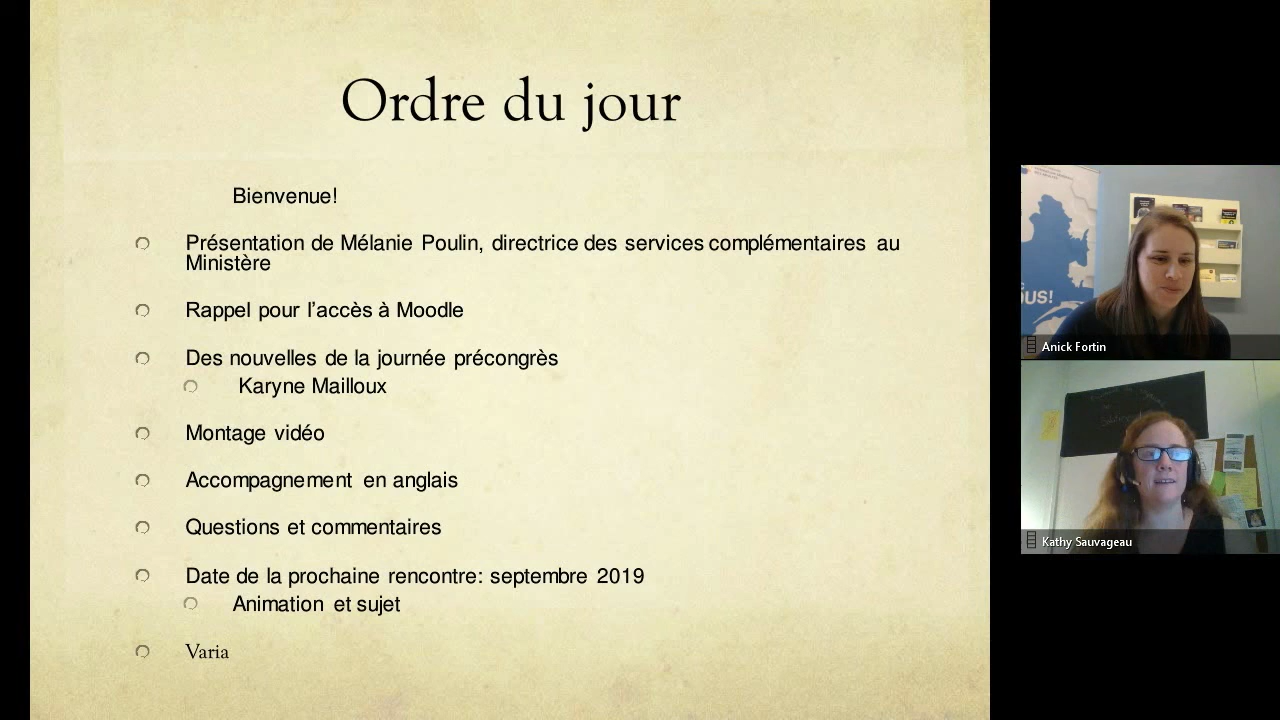 Ordre du jour
Bienvenue!
Présentation de Mélanie Poulin, directrice des services complémentaires au
Ministère
Rappel pour l'accès à Moodle
Des nouvelles de la journée précongrès
Karyne Mailloux
Montage vidéo
Accompagnement en anglais
Questions et commentaires
Date de la prochaine rencontre: septembre 2019
Animation et sujet
Varia
OUS!
Anick Fortin
Kathy Sauvageau